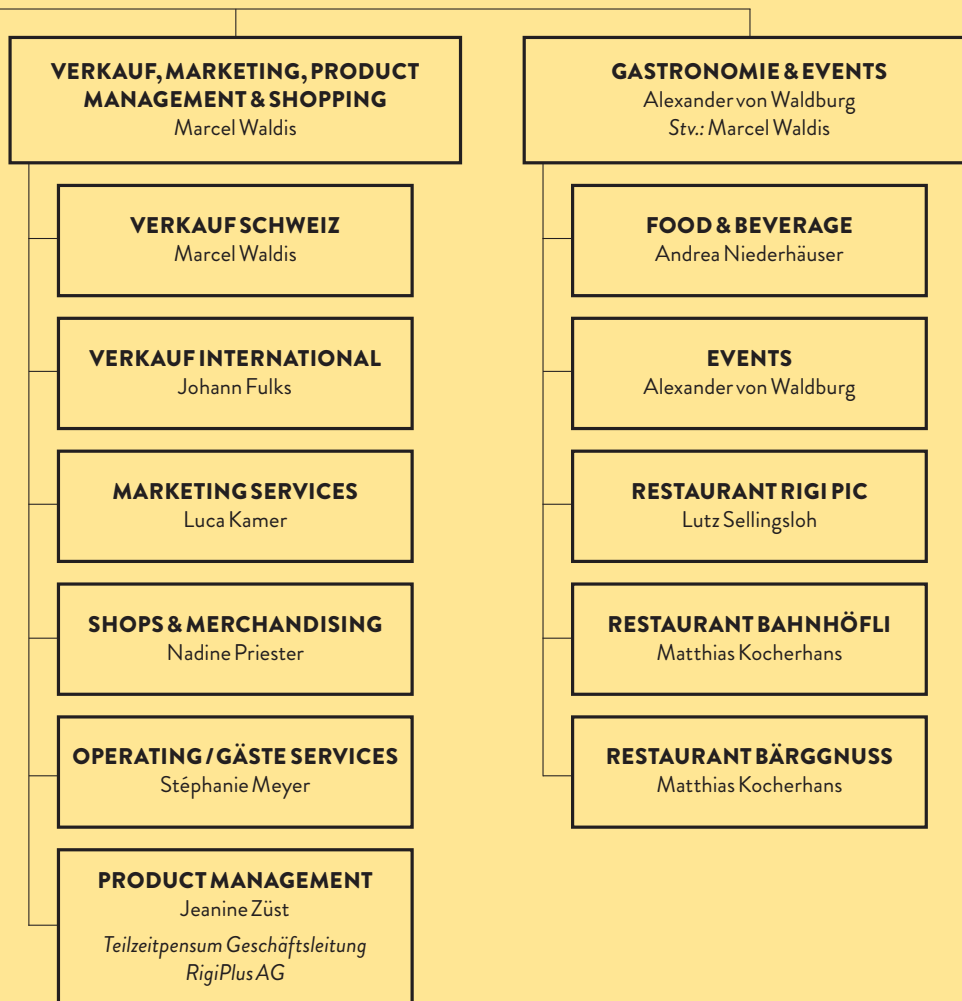 VERKAUF, MARKETING, PRODUCT
MANAGEMENT & SHOPPING
Marcel Waldis
VERKAUF SCHWEIZ
Marcel Waldis
VERKAUF INTERNATIONAL
Johann Fulks
MARKETING SERVICES
Luca Kamer
SHOPS & MERCHANDISING
Nadine Priester
OPERATING / GÄSTE SERVICES
Stéphanie Meyer
PRODUCT MANAGEMENT
Jeanine Züst
Teilzeitpensum Geschäftsleitung
RigiPlus AG
GASTRONOMIE & EVENTS
Alexander von Waldburg
Stv.: Marcel Waldis
FOOD & BEVERAGE
Andrea Niederhäuser
EVENTS
Alexander von Waldburg
RESTAURANT RIGI PIC
Lutz Sellingsloh
RESTAURANT BAHNHÖFLI
Matthias Kocherhans
RESTAURANT BÄRGGNUSS
Matthias Kocherhans